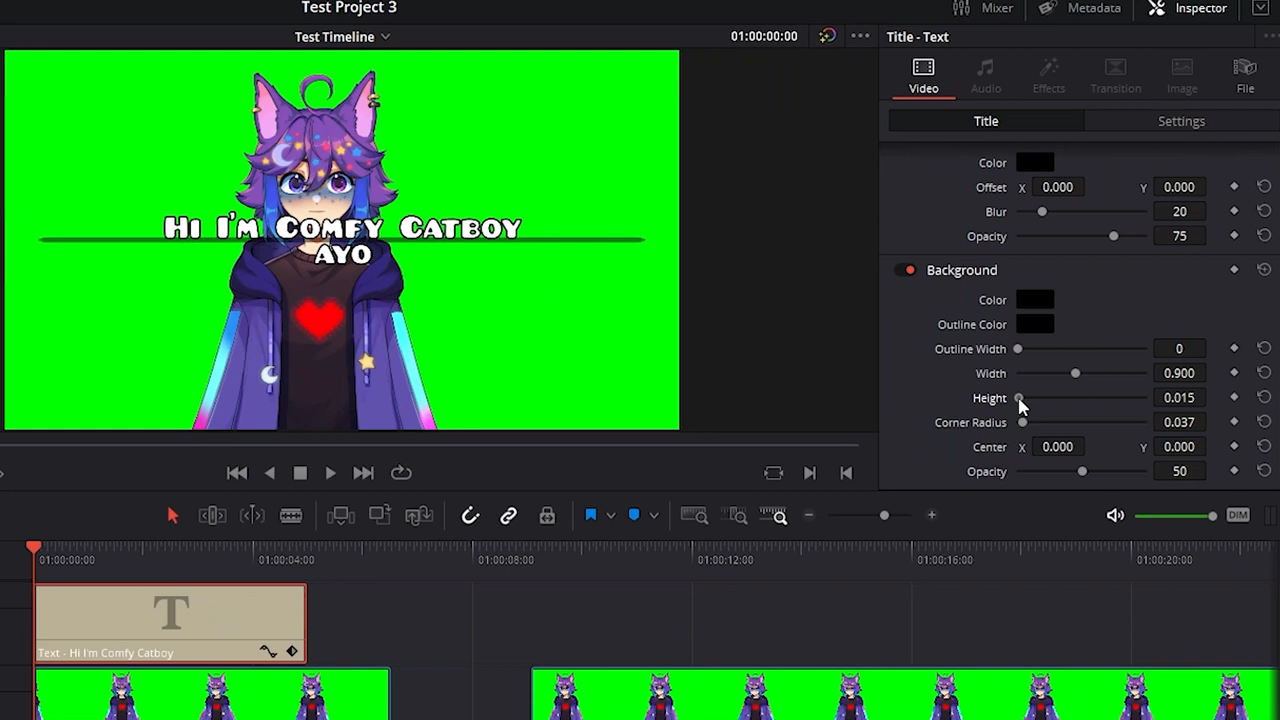 Test Project 3
Mixer
Metadata
Inspector
Test Timeline
01:00:00:00
Title - Text
Video
Audio
Effects
Transition
Image
File
Title
Settings
Color
Offset X 0.000 Y 0.000
Blur 20
Opacity 75
Background
Color
Outline Color
Outline Width 0
Width 0.900
Height 0.015
Corner Radius 0.037
Center X 0.000 Y 0.000
Opacity 50
Hi I'm Comfy Catboy
AYO
DIM
01:00:00:00
01:00:04:00
01:00:08:00
01:00:12:00
01:00:16:00
01:00:20:00
T
Text - Hi I'm Comfy Catboy